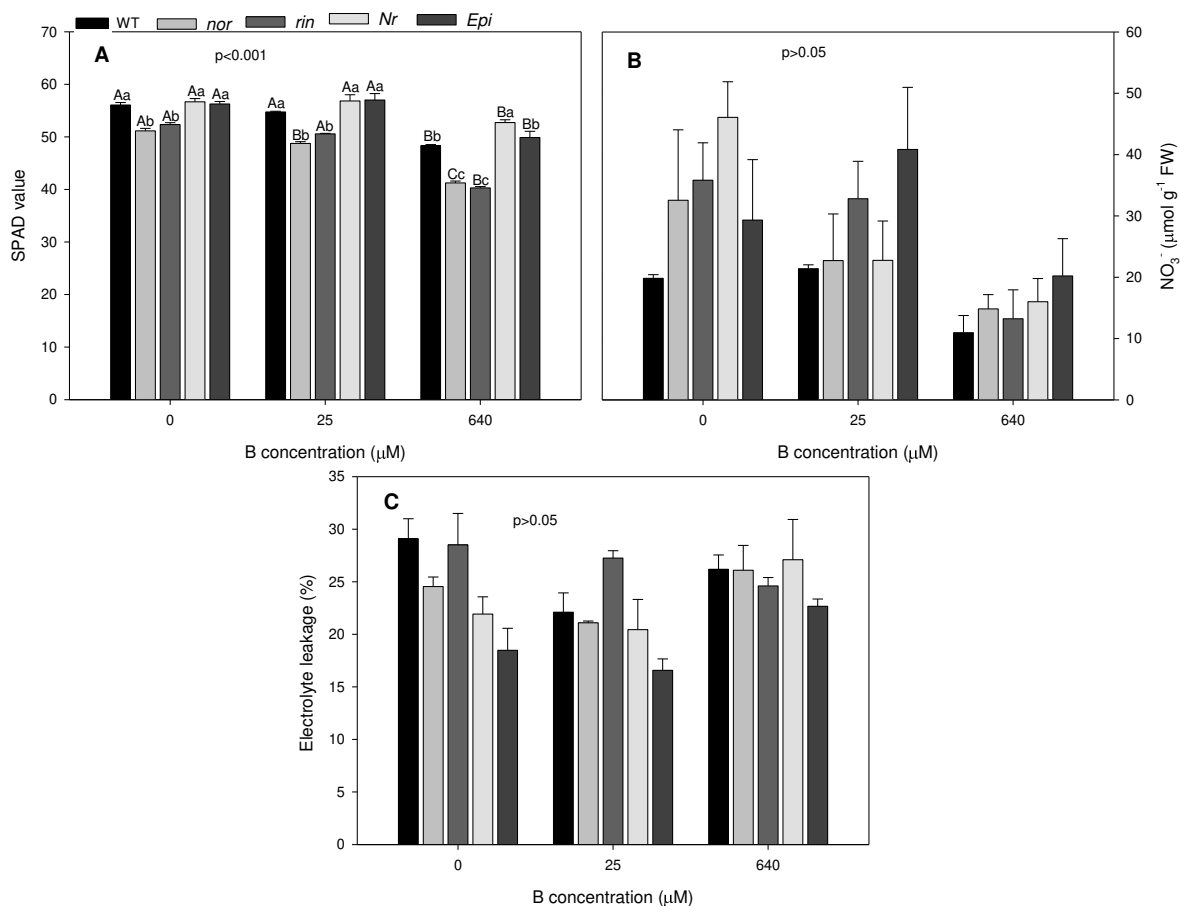 WT nor rin Nr Epi
A
p<0.001
70
60
50
40
30
20
10
0
SPAD value
Aa Ab Ab Aa Aa
Aa Bb Ab Aa Aa
Bb Cc Bc Ba Bb
0 25 640
B concentration (µM)
B
p>0.05
60
50
40
30
20
10
0
NO3- (µmol g-1 FW)
0 25 640
B concentration (µM)
C
p>0.05
35
30
25
20
15
10
5
0
Electrolyte leakage (%)
0 25 640
B concentration (µM)